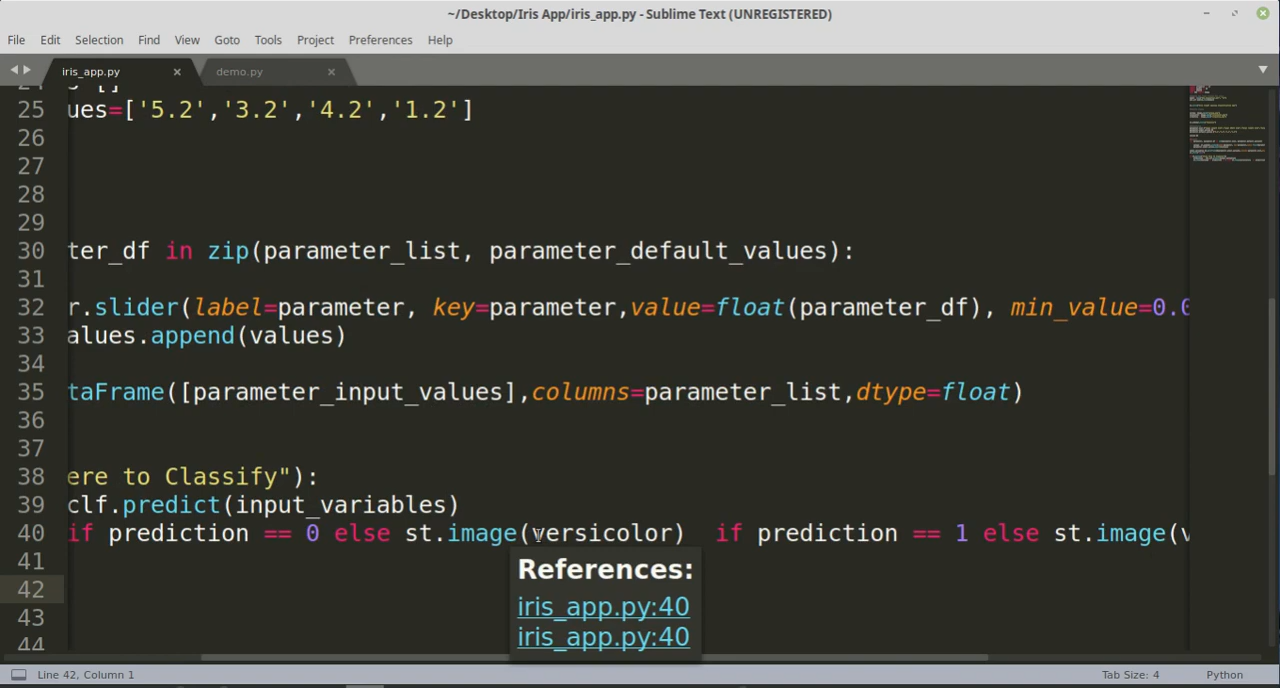 ~/Desktop/Iris App/iris_app.py - Sublime Text (UNREGISTERED)
File Edit Selection Find View Goto Tools Project Preferences Help
iris_app.py × demo.py ×
25 ues=['5.2','3.2','4.2','1.2']
26
27
28
29
30 ter_df in zip(parameter_list, parameter_default_values):
31
32 r.slider(label=parameter, key=parameter,value=float(parameter_df), min_value=0.0
33 alues.append(values)
34
35 taFrame([parameter_input_values],columns=parameter_list,dtype=float)
36
37
38 ere to Classify"):
39 clf.predict(input_variables)
40 if prediction == 0 else st.image(versicolor)  if prediction == 1 else st.image(v
41
42
43
44
References:
iris_app.py:40
iris_app.py:40
Line 42, Column 1 Tab Size: 4 Python